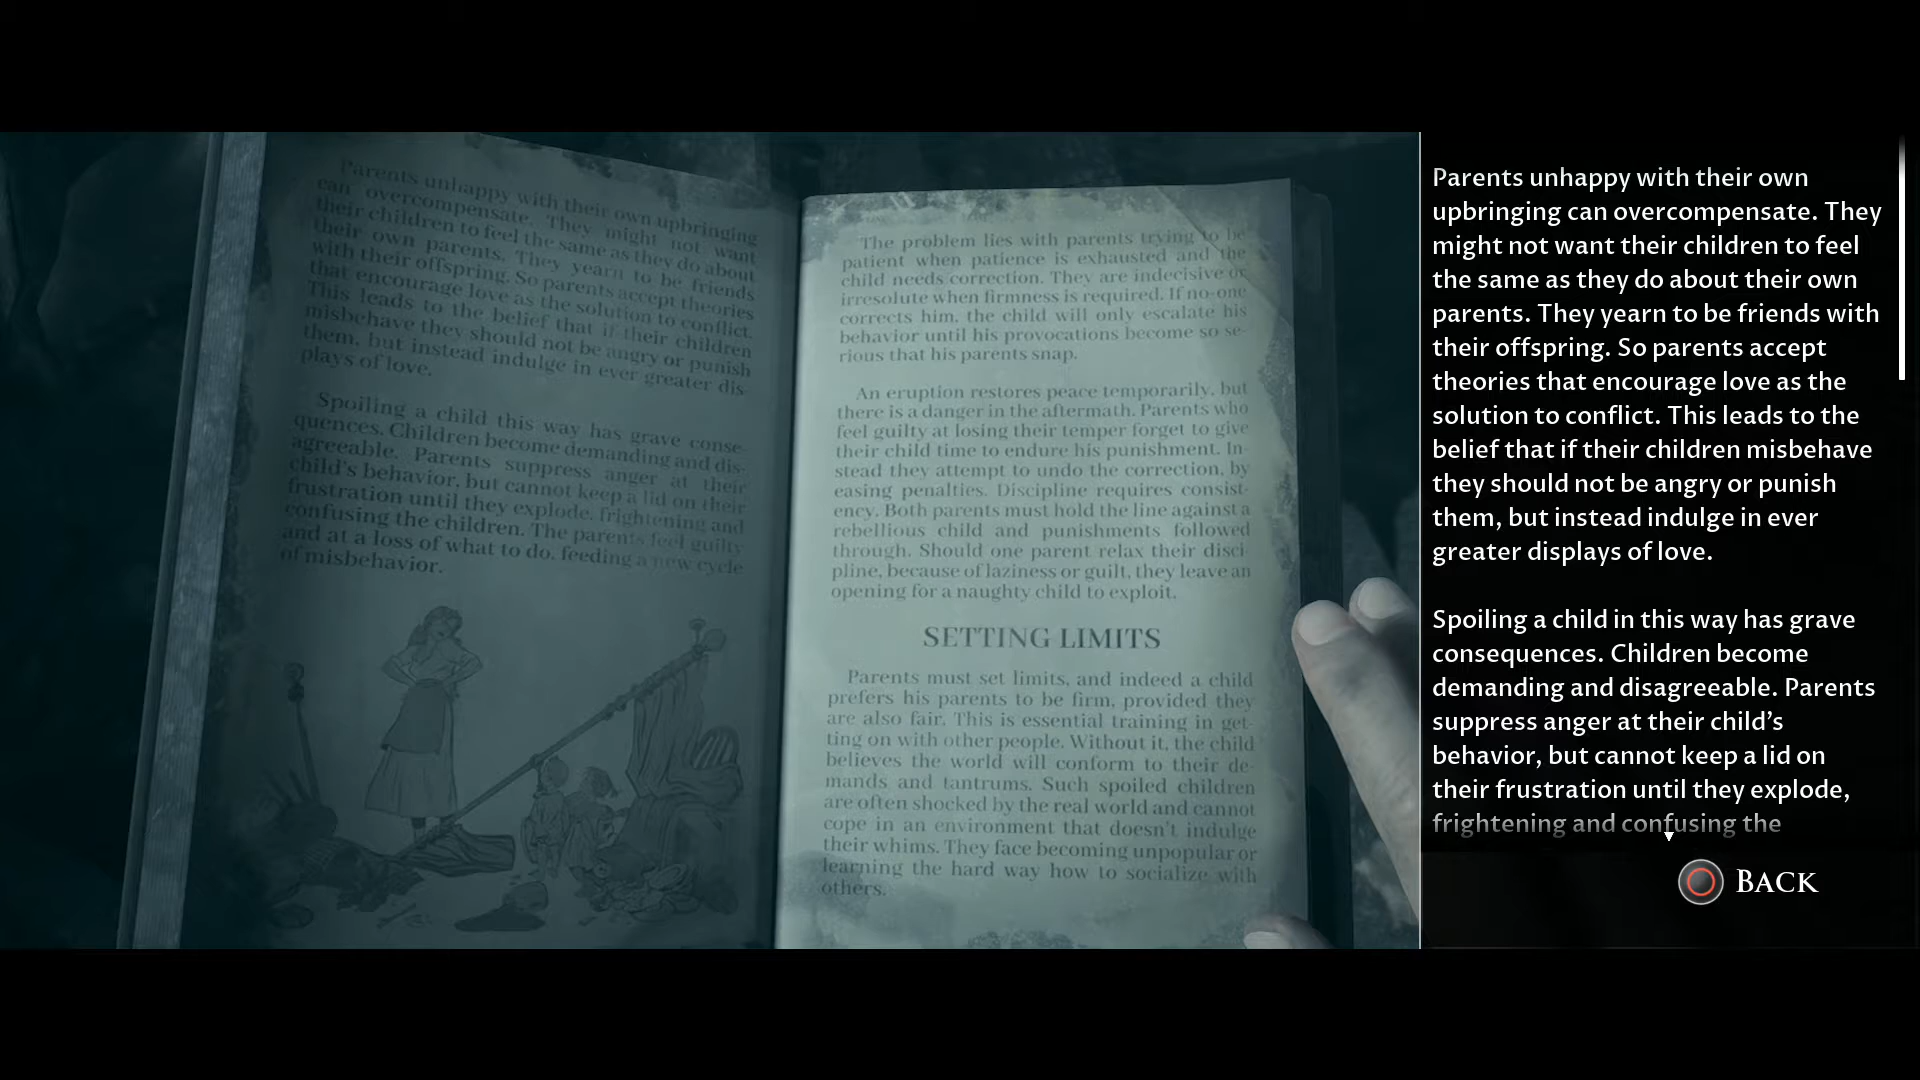 Parents unhappy with their own upbringing
can overcompensate. They might not want
their children to feel the same as they do about
their own parents. They yearn to be friends
with their offspring. So parents accept theories
that encourage love as the solution to conflict.
This leads to the belief that if their children
misbehave they should not be angry or punish
them, but instead indulge in ever greater dis-
plays of love.
Spoiling a child this way has grave conse-
quences. Children become demanding and dis-
agreeable. Parents suppress anger at their
child's behavior, but cannot keep a lid on their
frustration until they explode, frightening and
confusing the children. The parents feel guilty
and at a loss of what to do, feeding a new cycle
of misbehavior.
The problem lies with parents trying to be
patient when patience is exhausted and the
child needs correction. They are indecisive or
irresolute when firmness is required. If no-one
corrects him, the child will only escalate his
behavior until his provocations become so se-
rious that his parents snap.
An eruption restores peace temporarily, but
there is a danger in the aftermath. Parents who
feel guilty at losing their temper forget to give
their child time to endure his punishment. In-
stead they attempt to undo the correction, by
easing penalties. Discipline requires consist-
ency. Both parents must hold the line against a
rebellious child and punishments followed
through. Should one parent relax their disci-
pline, because of laziness or guilt, they leave an
opening for a naughty child to exploit.
SETTING LIMITS
Parents must set limits, and indeed a child
prefers his parents to be firm, provided they
are also fair. This is essential training in get-
ting on with other people. Without it, the child
believes the world will conform to their de-
mands and tantrums. Such spoiled children
are often shocked by the real world and cannot
cope in an environment that doesn't indulge
their whims. They face becoming unpopular or
learning the hard way how to socialize with
others.
Parents unhappy with their own
upbringing can overcompensate. They
might not want their children to feel
the same as they do about their own
parents. They yearn to be friends with
their offspring. So parents accept
theories that encourage love as the
solution to conflict. This leads to the
belief that if their children misbehave
they should not be angry or punish
them, but instead indulge in ever
greater displays of love.
Spoiling a child in this way has grave
consequences. Children become
demanding and disagreeable. Parents
suppress anger at their child's
behavior, but cannot keep a lid on
their frustration until they explode,
frightening and confusing the
BACK